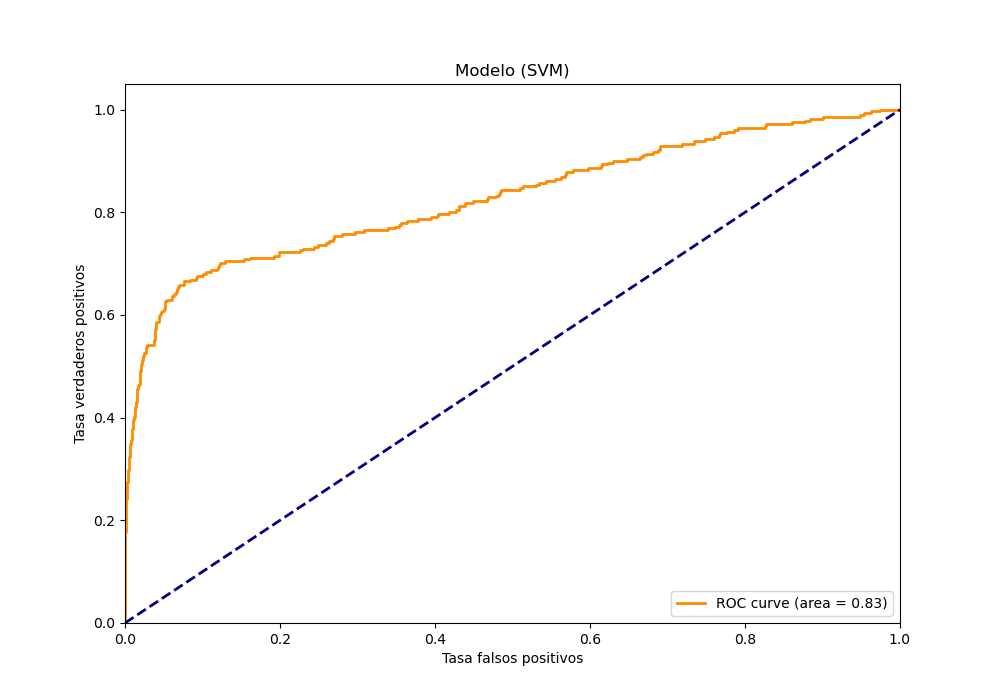 Modelo (SVM)
1.0
0.8
0.6
0.4
0.2
0.0
Tasa verdaderos positivos
ROC curve (area = 0.83)
0.0 0.2 0.4 0.6 0.8 1.0
Tasa falsos positivos